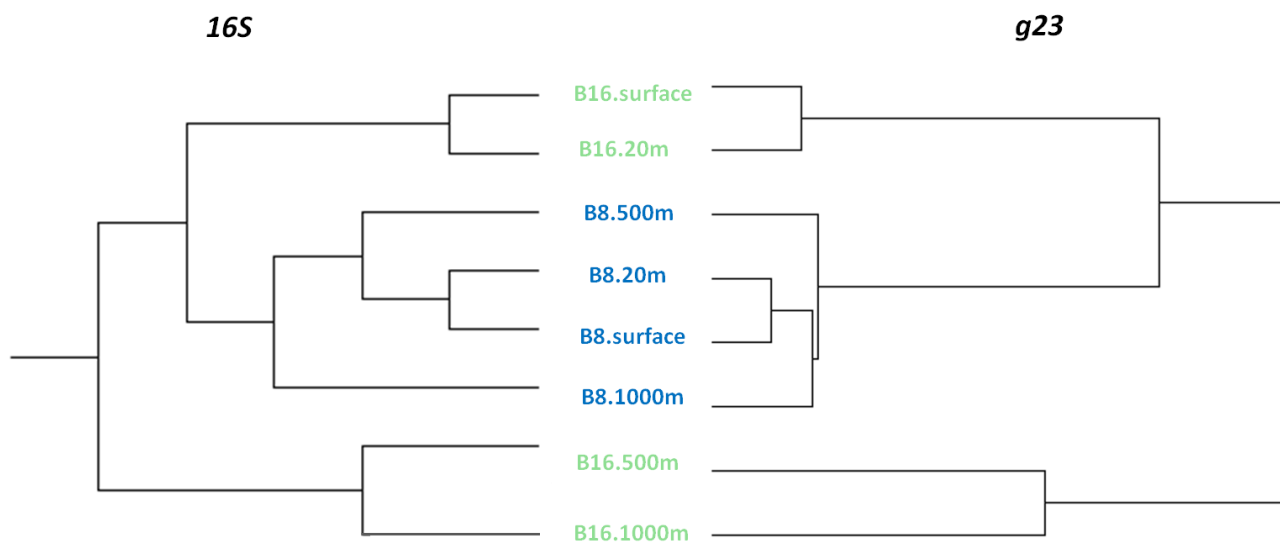 16S
g23
B16.surface
B16.20m
B8.500m
B8.20m
B8.surface
B8.1000m
B16.500m
B16.1000m